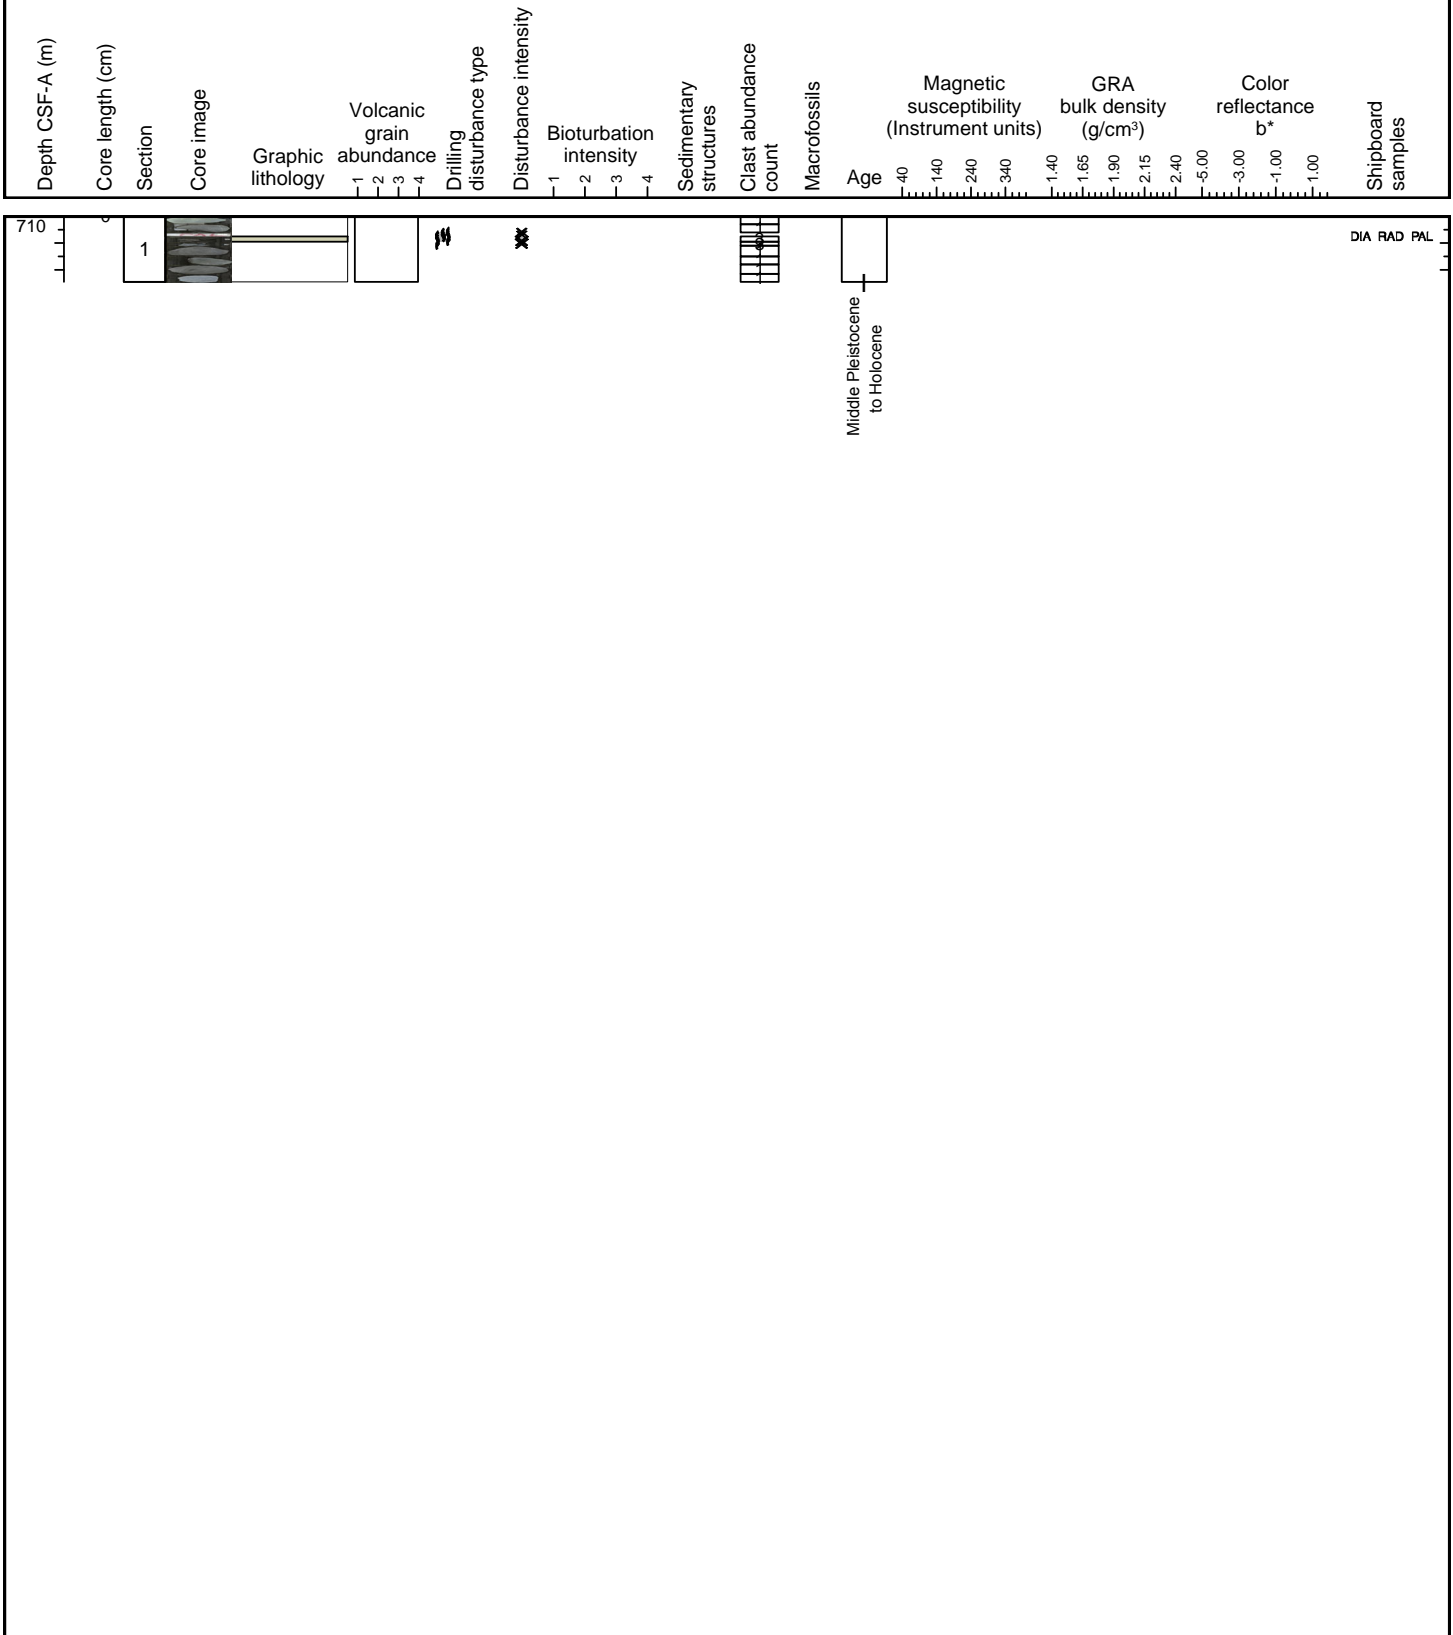 Depth CSF-A (m)
Core length (cm)
Section
Core image
Graphic
lithology
Volcanic
grain
abundance
1 2 3 4
Drilling
disturbance type
Disturbance intensity
Bioturbation
intensity
1 2 3 4
Sedimentary
structures
Clast abundance
count
Macrofossils
Age
Magnetic
susceptibility
(Instrument units)
40 140 240 340
GRA
bulk density
(g/cm³)
1.40 1.65 1.90 2.15 2.40
Color
reflectance
b*
-5.00 -3.00 -1.00 1.00
Shipboard
samples
710
1
DIA RAD PAL
Middle Pleistocene
to Holocene